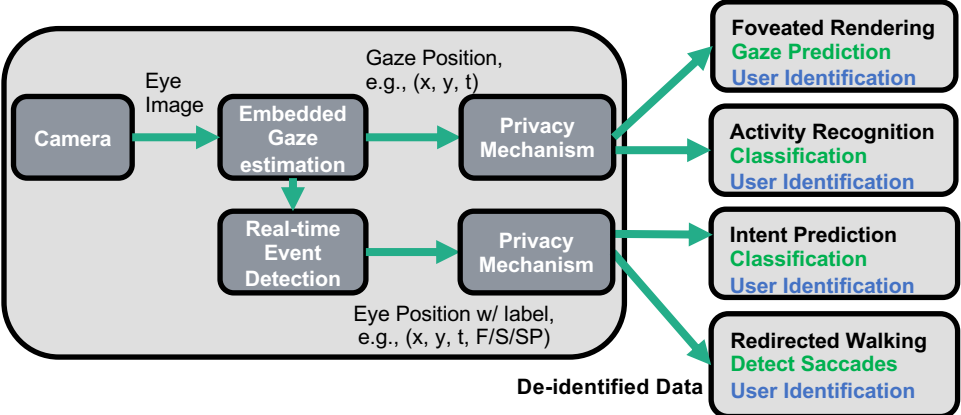 Eye
Image
Camera
Embedded
Gaze
estimation
Gaze Position,
e.g., (x, y, t)
Privacy
Mechanism
Real-time
Event
Detection
Privacy
Mechanism
Eye Position w/ label,
e.g., (x, y, t, F/S/SP)
De-identified Data
Foveated Rendering
Gaze Prediction
User Identification
Activity Recognition
Classification
User Identification
Intent Prediction
Classification
User Identification
Redirected Walking
Detect Saccades
User Identification